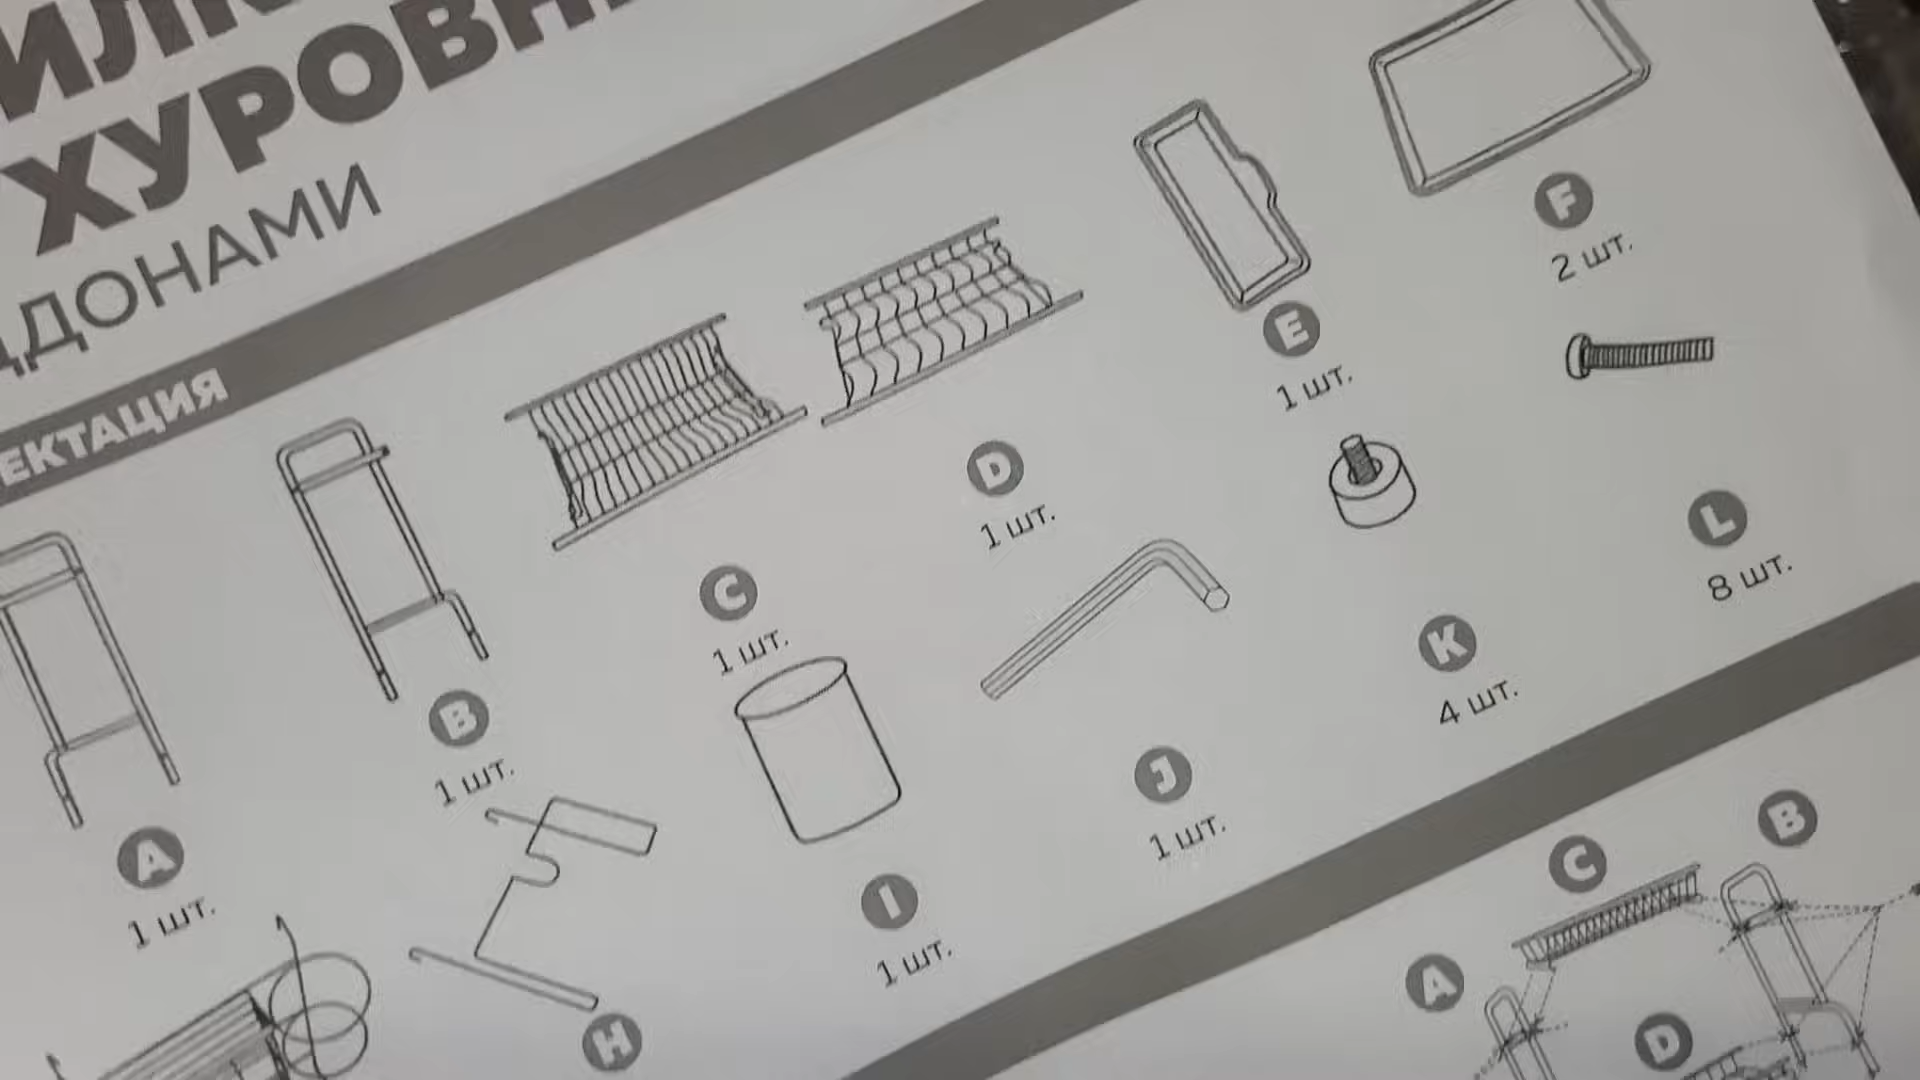 ХУРОВН
ДДОНАМИ
ЕКТАЦИЯ
A
1 шт.
B
1 шт.
C
1 шт.
D
1 шт.
E
1 шт.
F
2 шт.
H
I
1 шт.
J
1 шт.
K
4 шт.
L
8 шт.
A
C
B
D